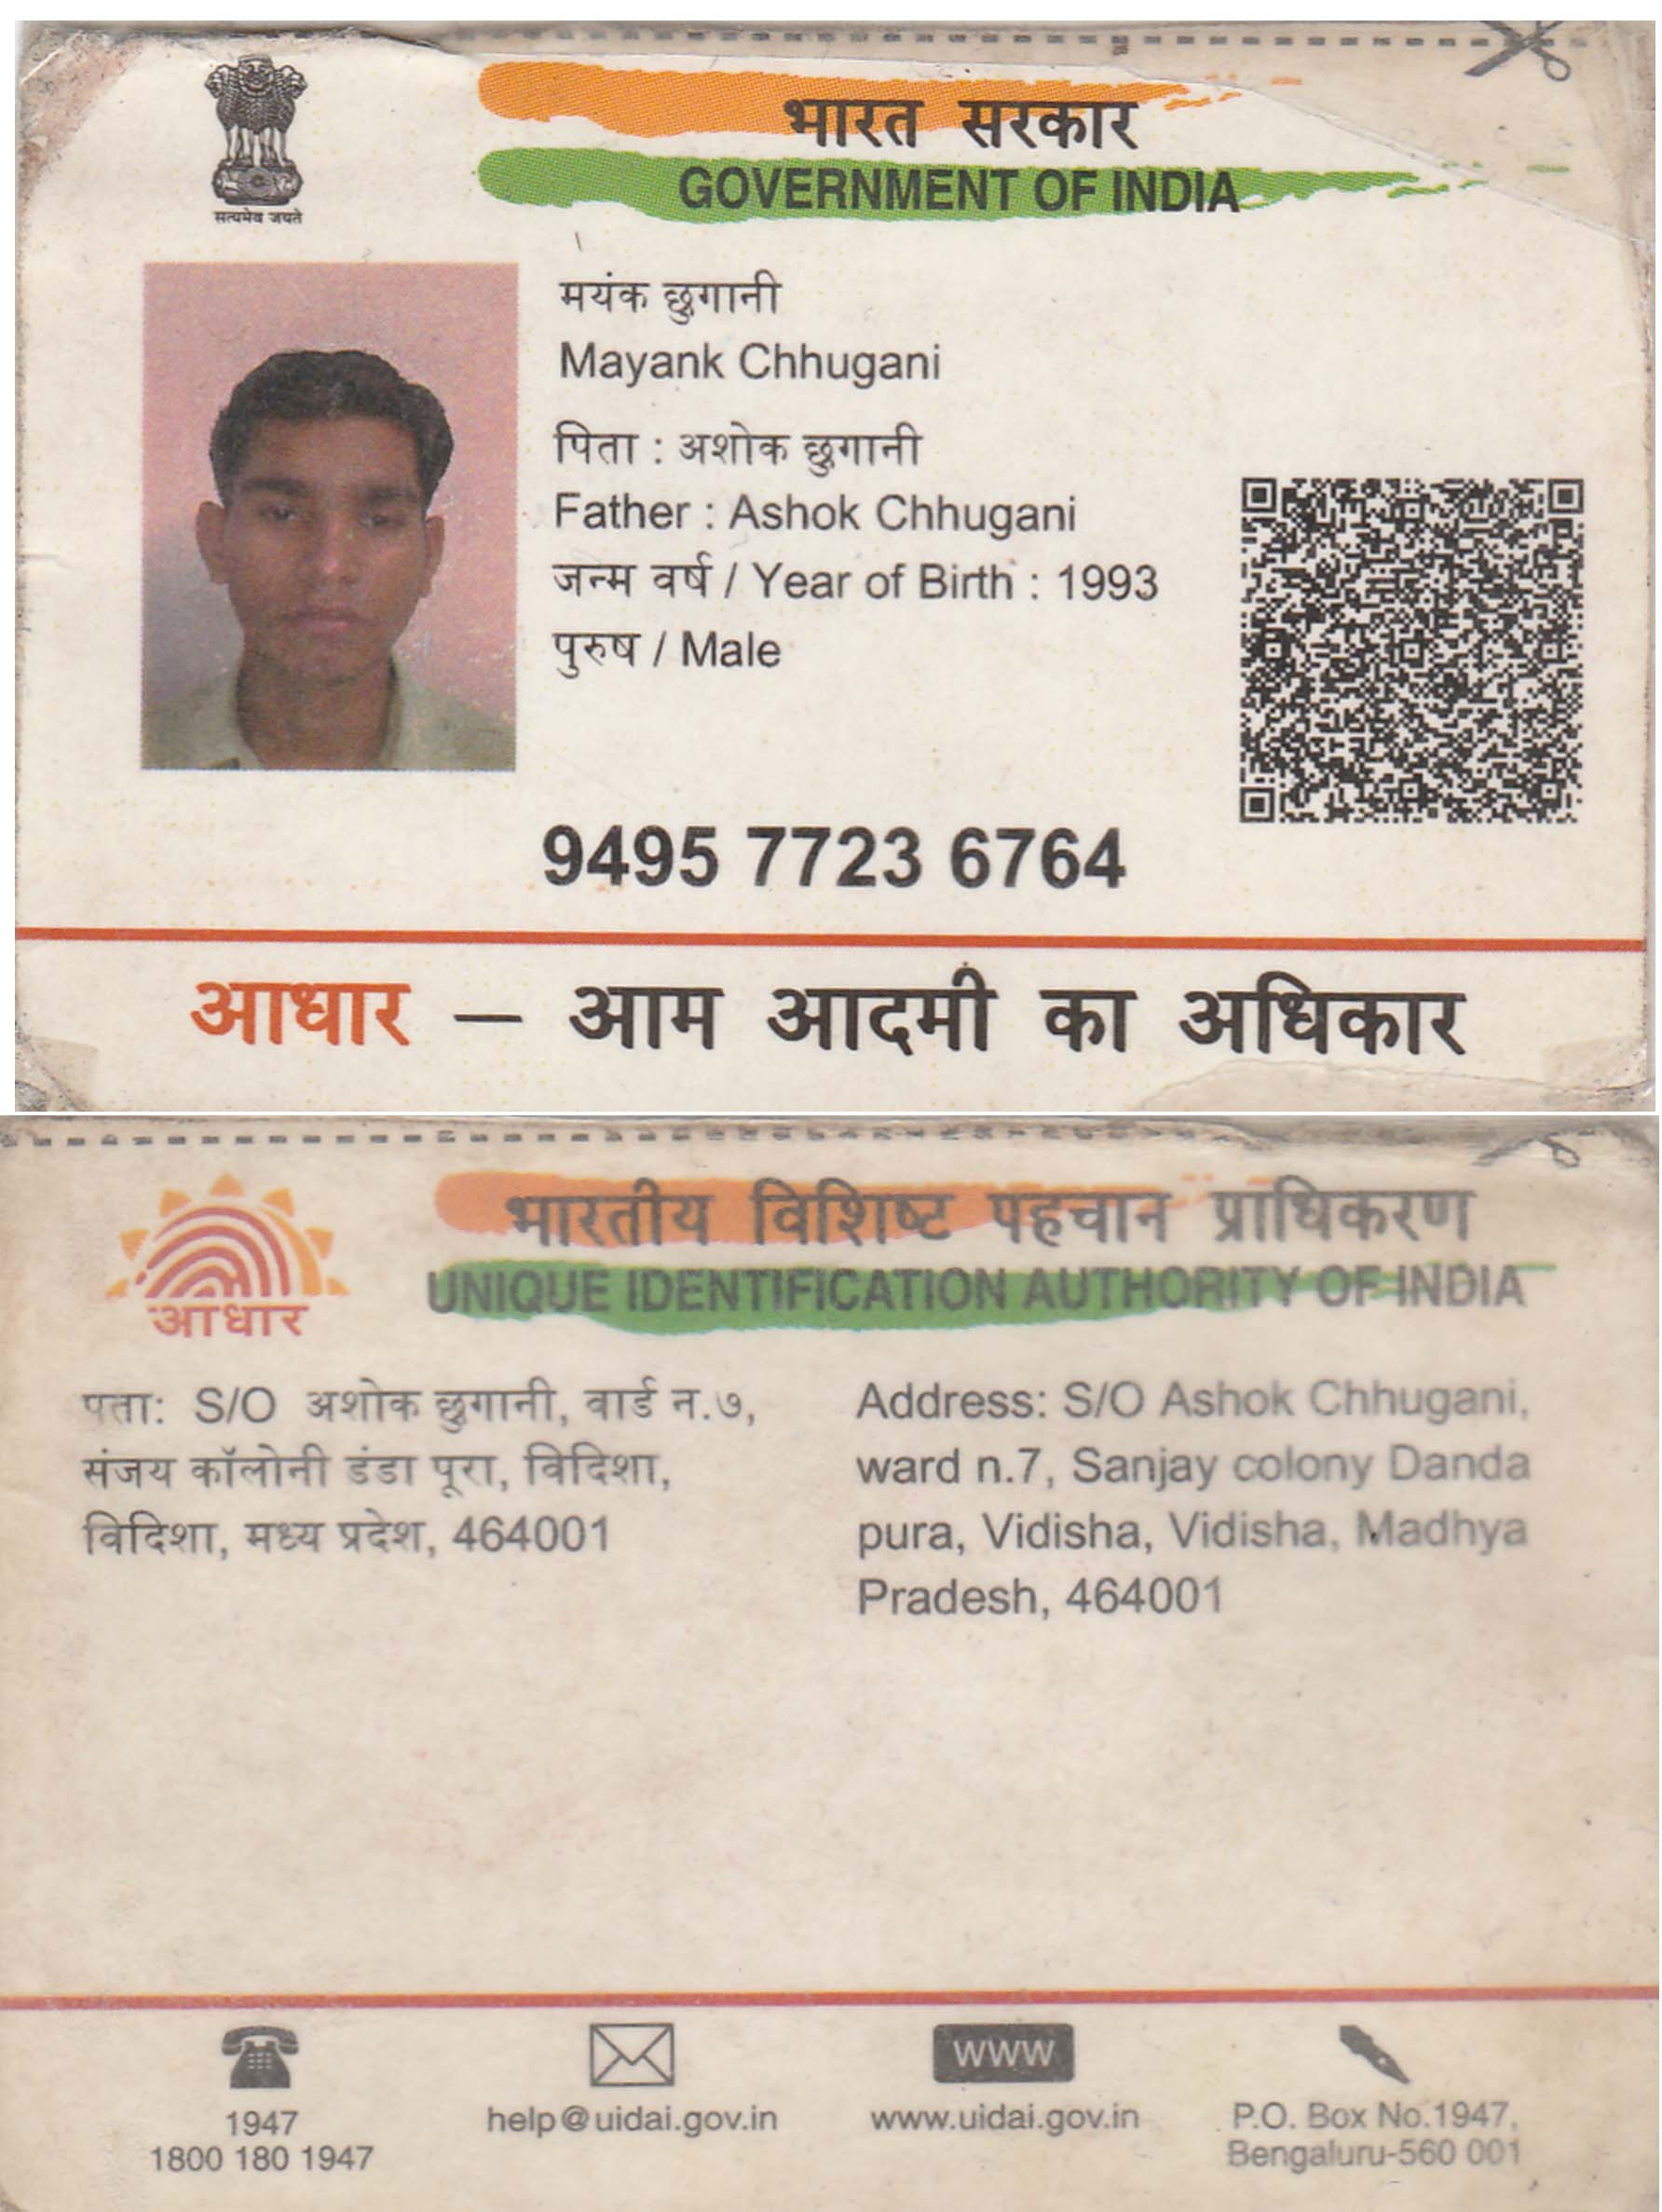 भारत सरकार
GOVERNMENT OF INDIA
सत्यमेव जयते
मयंक छुगानी
Mayank Chhugani
पिता : अशोक छुगानी
Father : Ashok Chhugani
जन्म वर्ष / Year of Birth : 1993
पुरुष / Male
9495 7723 6764
आधार – आम आदमी का अधिकार
भारतीय विशिष्ट पहचान प्राधिकरण
UNIQUE IDENTIFICATION AUTHORITY OF INDIA
आधार
पता: S/O अशोक छुगानी, वार्ड न.७,
संजय कॉलोनी डंडा पूरा, विदिशा,
विदिशा, मध्य प्रदेश, 464001
Address: S/O Ashok Chhugani,
ward n.7, Sanjay colony Danda
pura, Vidisha, Vidisha, Madhya
Pradesh, 464001
1947
1800 180 1947
help@uidai.gov.in
WWW
www.uidai.gov.in
P.O. Box No.1947,
Bengaluru-560 001